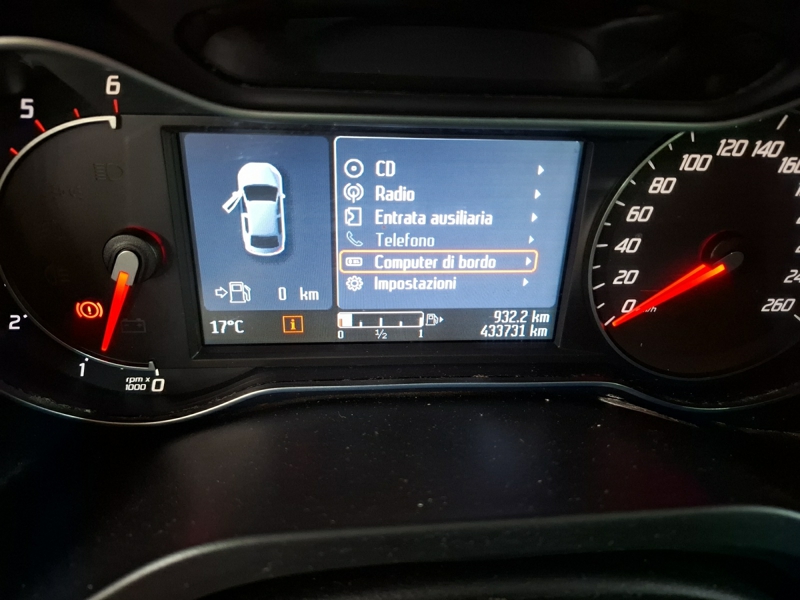 5
6
2
1
rpm x
1000
0
CD
Radio
Entrata ausiliaria
Telefono
Computer di bordo
Impostazioni
0 km
17°C
i
0
½
1
932.2 km
433731 km
0
20
40
60
80
100
120
140
260